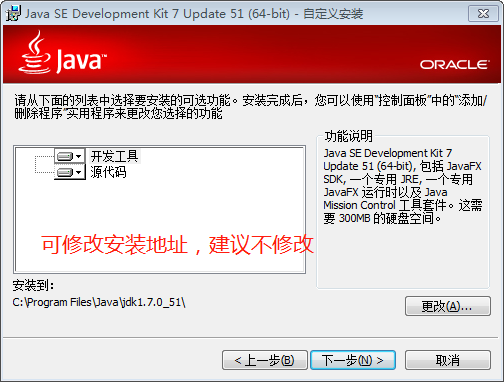 Java SE Development Kit 7 Update 51 (64-bit) - 自定义安装
Java™
ORACLE
请从下面的列表中选择要安装的可选功能。安装完成后，您可以使用"控制面板"中的"添加/
删除程序"实用程序来更改您选择的功能
开发工具
源代码
功能说明
Java SE Development Kit 7
Update 51 (64-bit), 包括 JavaFX
SDK, 一个专用 JRE, 一个专用
JavaFX 运行时以及 Java
Mission Control 工具套件。这需
要 300MB 的硬盘空间。
可修改安装地址，建议不修改
安装到:
C:\Program Files\Java\jdk1.7.0_51\
更改(A)...
< 上一步(B)
下一步(N) >
取消